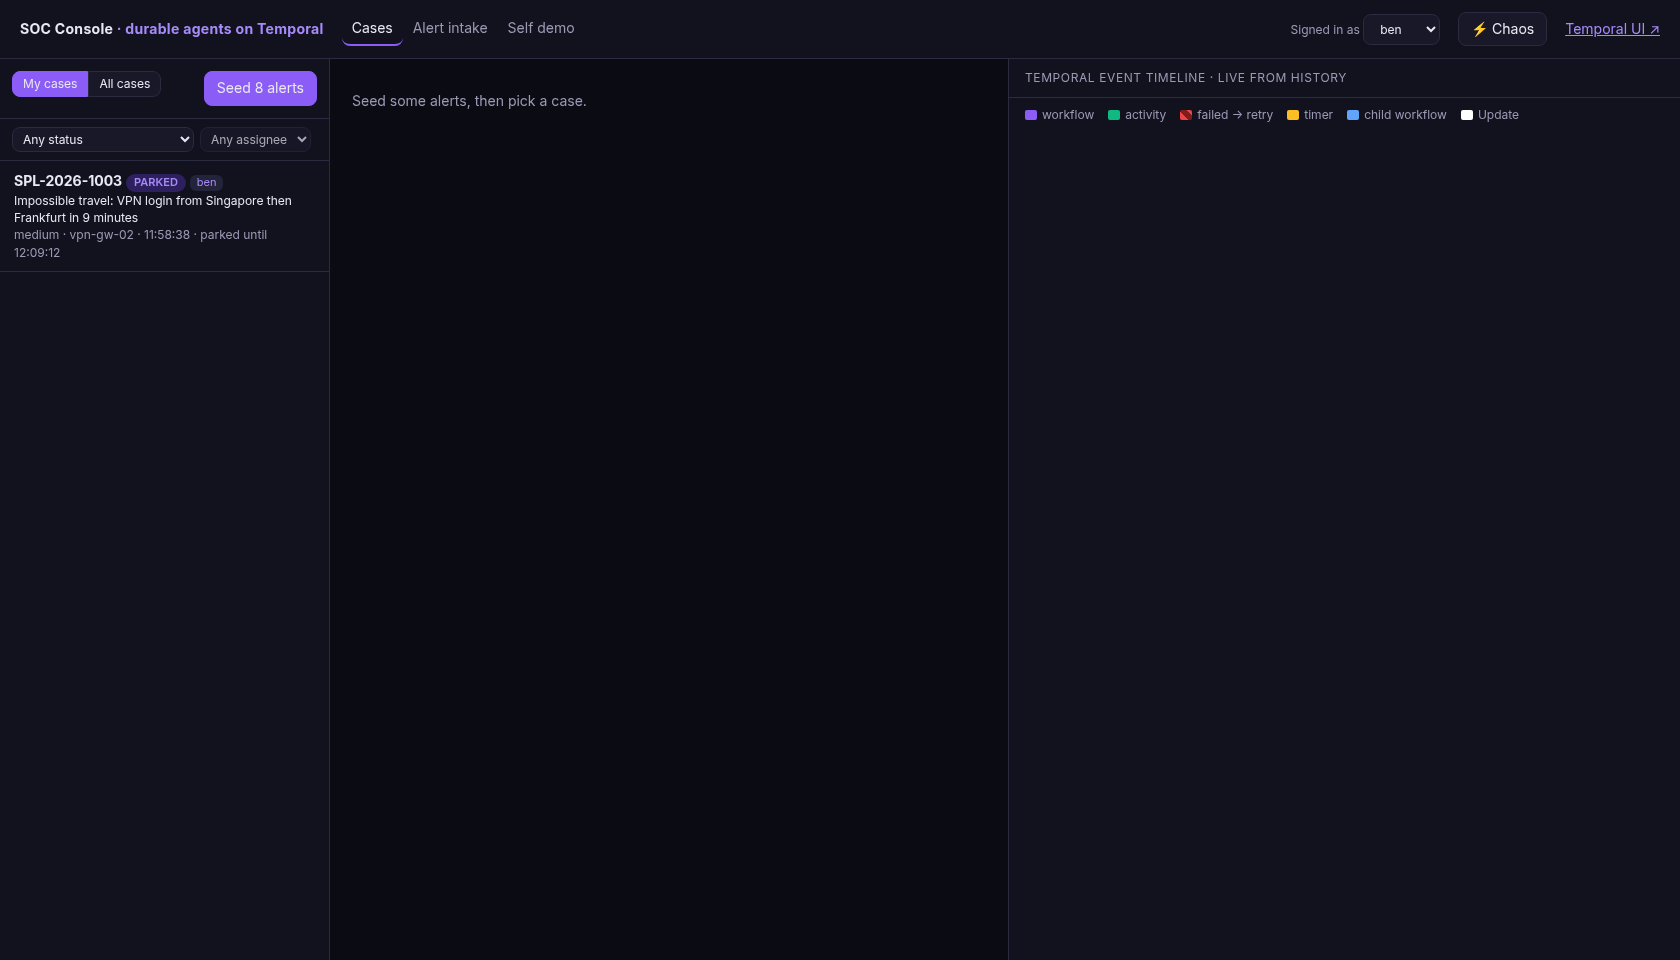 SOC Console · durable agents on Temporal
Cases
Alert intake
Self demo
Signed in as
ben
⚡ Chaos
Temporal UI ↗
My cases
All cases
Seed 8 alerts
Any status
Any assignee
SPL-2026-1003 PARKED ben
Impossible travel: VPN login from Singapore then
Frankfurt in 9 minutes
medium · vpn-gw-02 · 11:58:38 · parked until
12:09:12
Seed some alerts, then pick a case.
TEMPORAL EVENT TIMELINE · LIVE FROM HISTORY
workflow
activity
failed → retry
timer
child workflow
Update